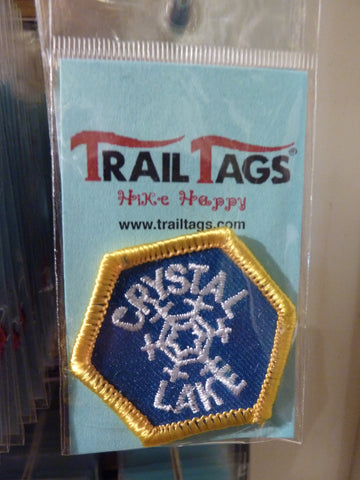 TRAIL TAGS®
Hike Happy
www.trailtags.com
CRYSTAL
LAKE